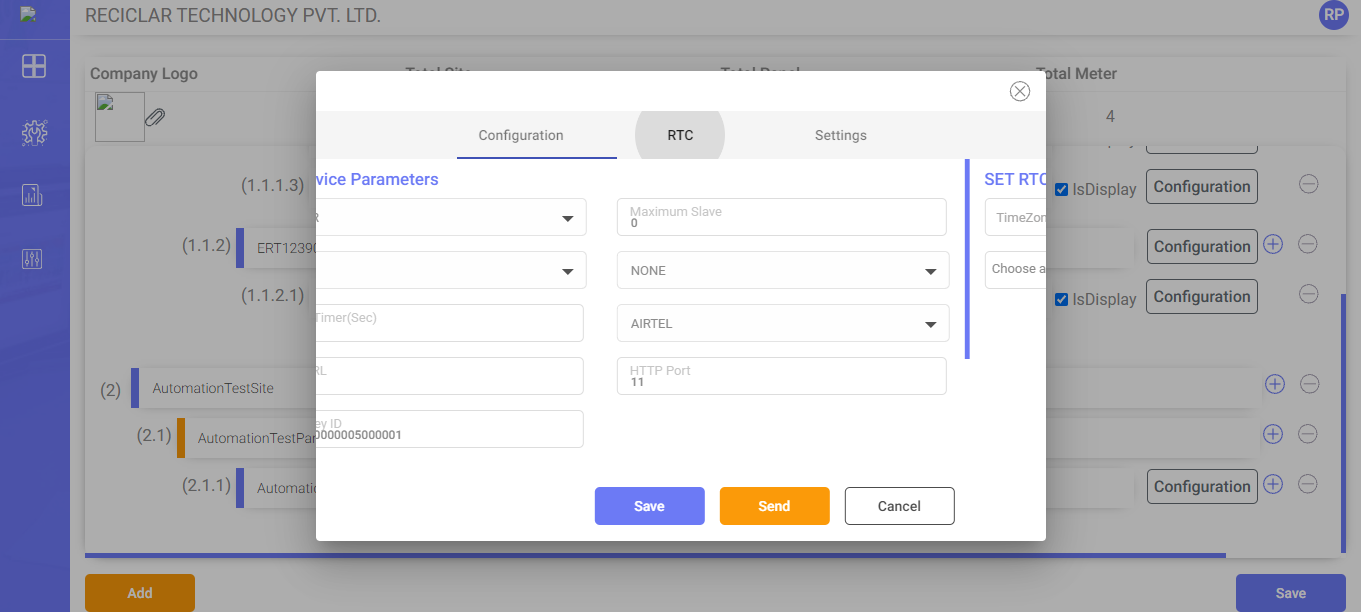 RECICLAR TECHNOLOGY PVT. LTD.
RP
Company Logo
Total Meter
4
Configuration
RTC
Settings
vice Parameters
SET RTC
(1.1.1.3)
IsDisplay
Configuration
R
Maximum Slave
0
TimeZon
(1.1.2)
ERT12390
Configuration
NONE
Choose a
(1.1.2.1)
IsDisplay
Configuration
Timer(Sec)
AIRTEL
RL
HTTP Port
11
(2)
AutomationTestSite
ey ID
0000005000001
(2.1)
AutomationTestPan
(2.1.1)
Automatic
Configuration
Save
Send
Cancel
Add
Save